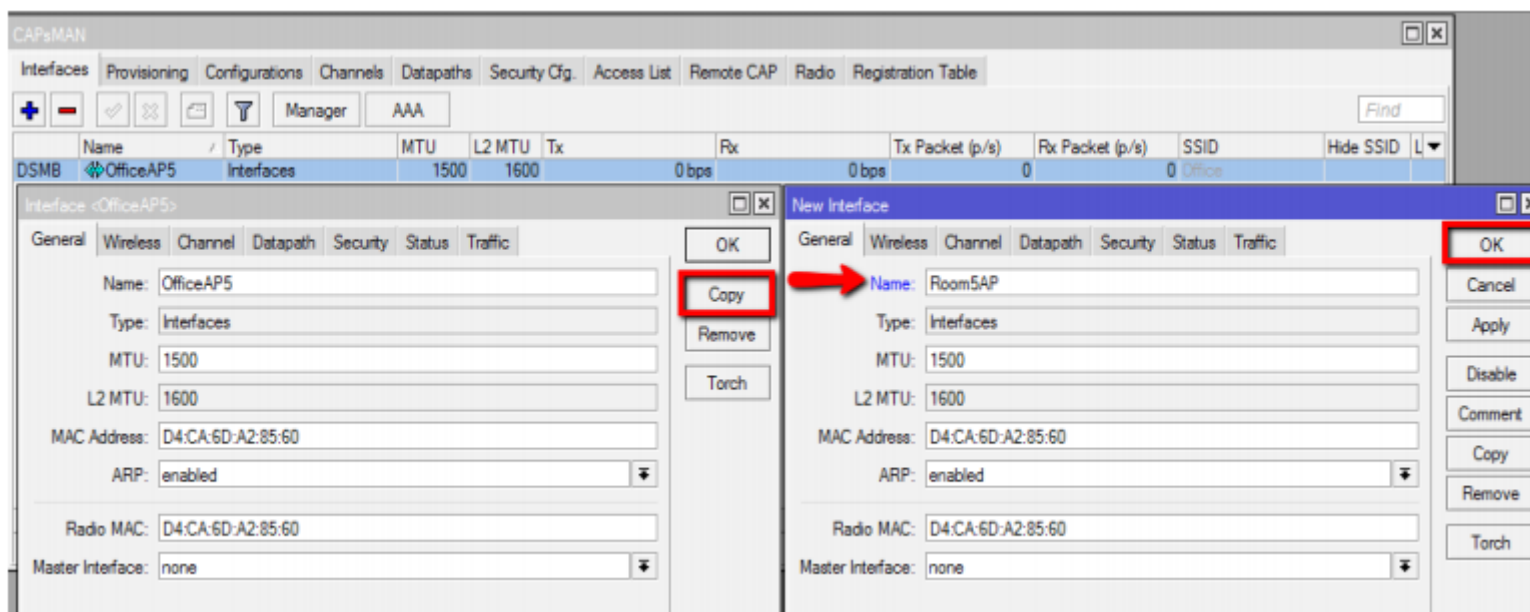 CAPsMAN
Interfaces Provisioning Configurations Channels Datapaths Security Cfg. Access List Remote CAP Radio Registration Table
Manager AAA Find
Name / Type MTU L2 MTU Tx Rx Tx Packet (p/s) Rx Packet (p/s) SSID Hide SSID L
DSMB OfficeAP5 Interfaces 1500 1600 0 bps 0 bps 0 0 Office
Interface <OfficeAP5>
General Wireless Channel Datapath Security Status Traffic
Name: OfficeAP5
Type: Interfaces
MTU: 1500
L2 MTU: 1600
MAC Address: D4:CA:6D:A2:85:60
ARP: enabled
Radio MAC: D4:CA:6D:A2:85:60
Master Interface: none
OK
Copy
Remove
Torch
New Interface
General Wireless Channel Datapath Security Status Traffic
Name: Room5AP
Type: Interfaces
MTU: 1500
L2 MTU: 1600
MAC Address: D4:CA:6D:A2:85:60
ARP: enabled
Radio MAC: D4:CA:6D:A2:85:60
Master Interface: none
OK
Cancel
Apply
Disable
Comment
Copy
Remove
Torch